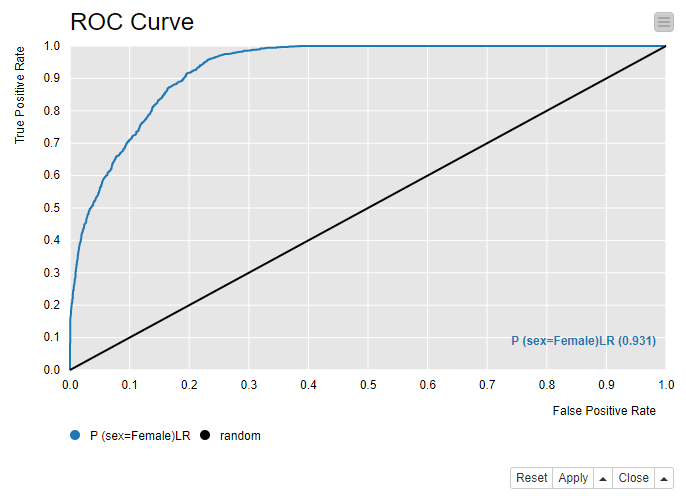 ROC Curve
True Positive Rate
1.0
0.9
0.8
0.7
0.6
0.5
0.4
0.3
0.2
0.1
0.0
P (sex=Female)LR (0.931)
0.0 0.1 0.2 0.3 0.4 0.5 0.6 0.7 0.8 0.9 1.0
False Positive Rate
P (sex=Female)LR random
Reset Apply Close